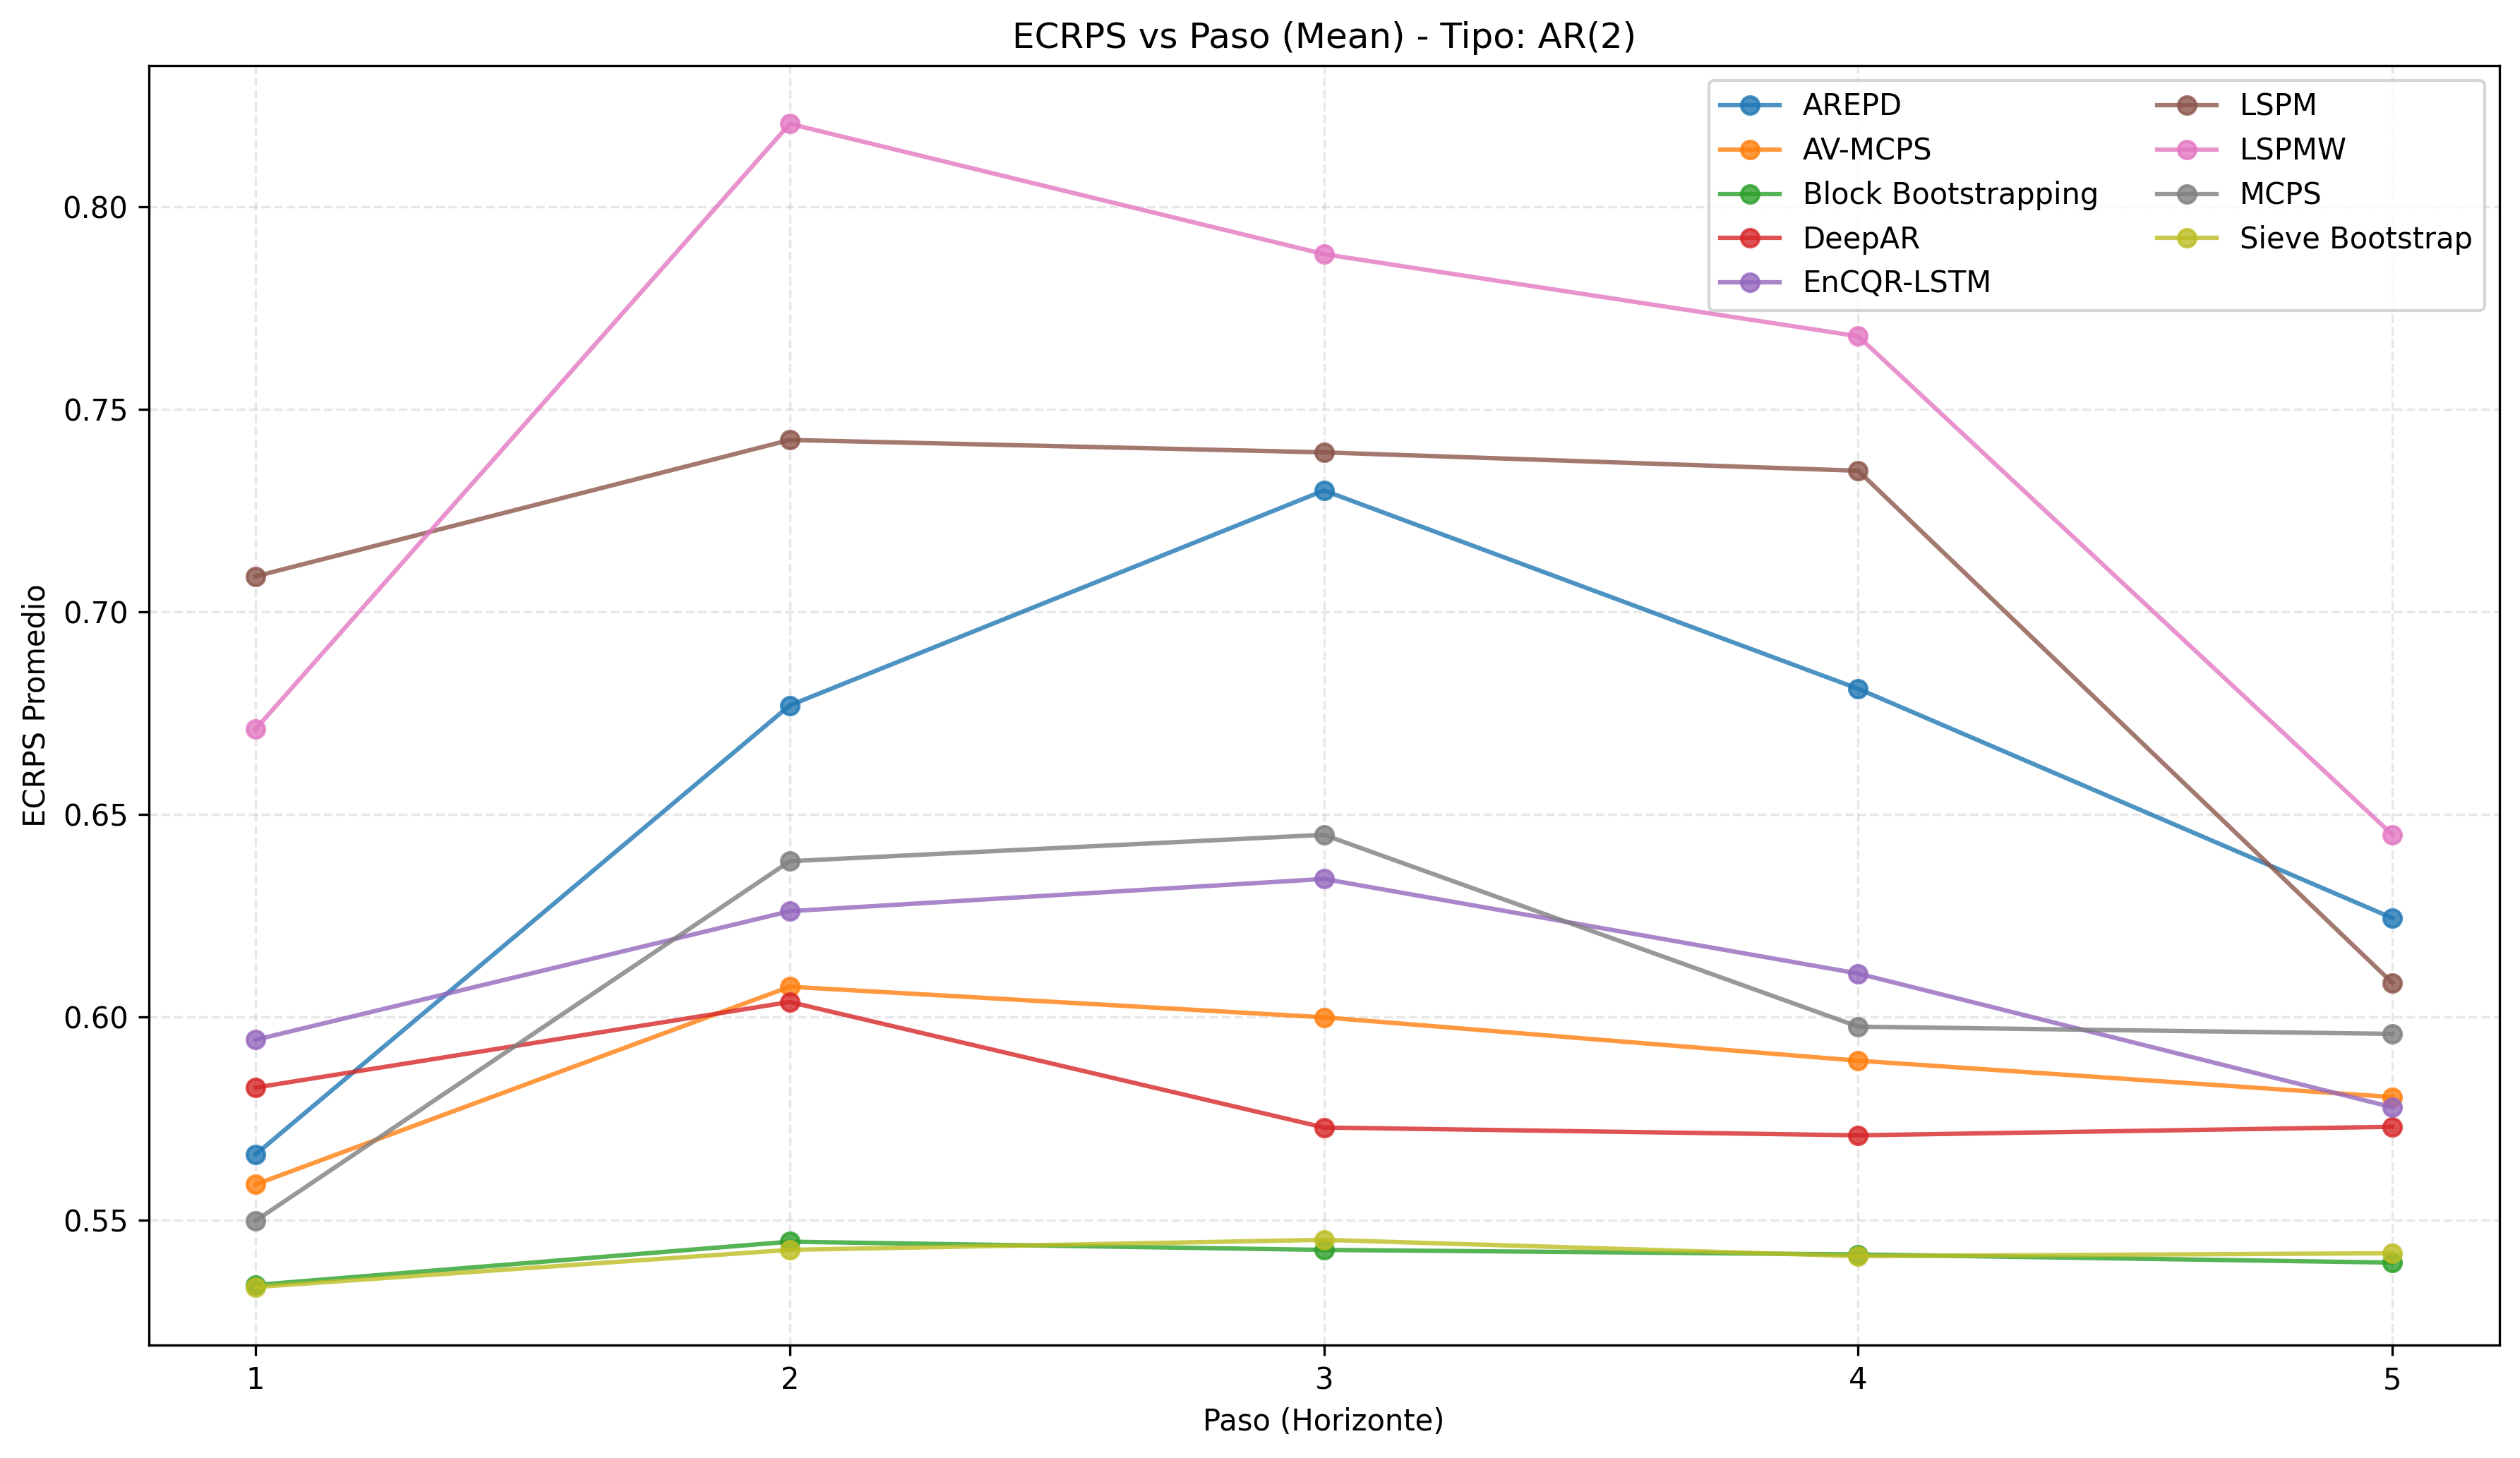 ECRPS vs Paso (Mean) - Tipo: AR(2)
AREPD
AV-MCPS
Block Bootstrapping
DeepAR
EnCQR-LSTM
LSPM
LSPMW
MCPS
Sieve Bootstrap
ECRPS Promedio
0.80
0.75
0.70
0.65
0.60
0.55
1 2 3 4 5
Paso (Horizonte)